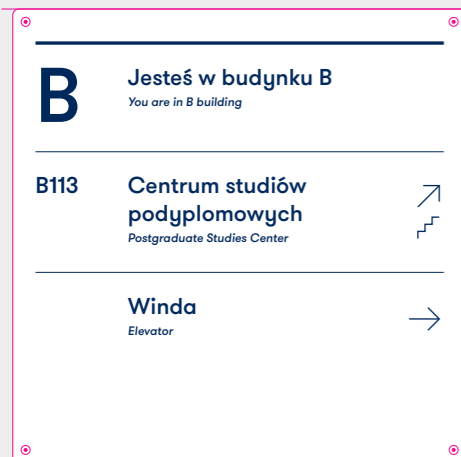 B
Jesteś w budynku B
You are in B building
B113
Centrum studiów
podyplomowych
Postgraduate Studies Center
Winda
Elevator